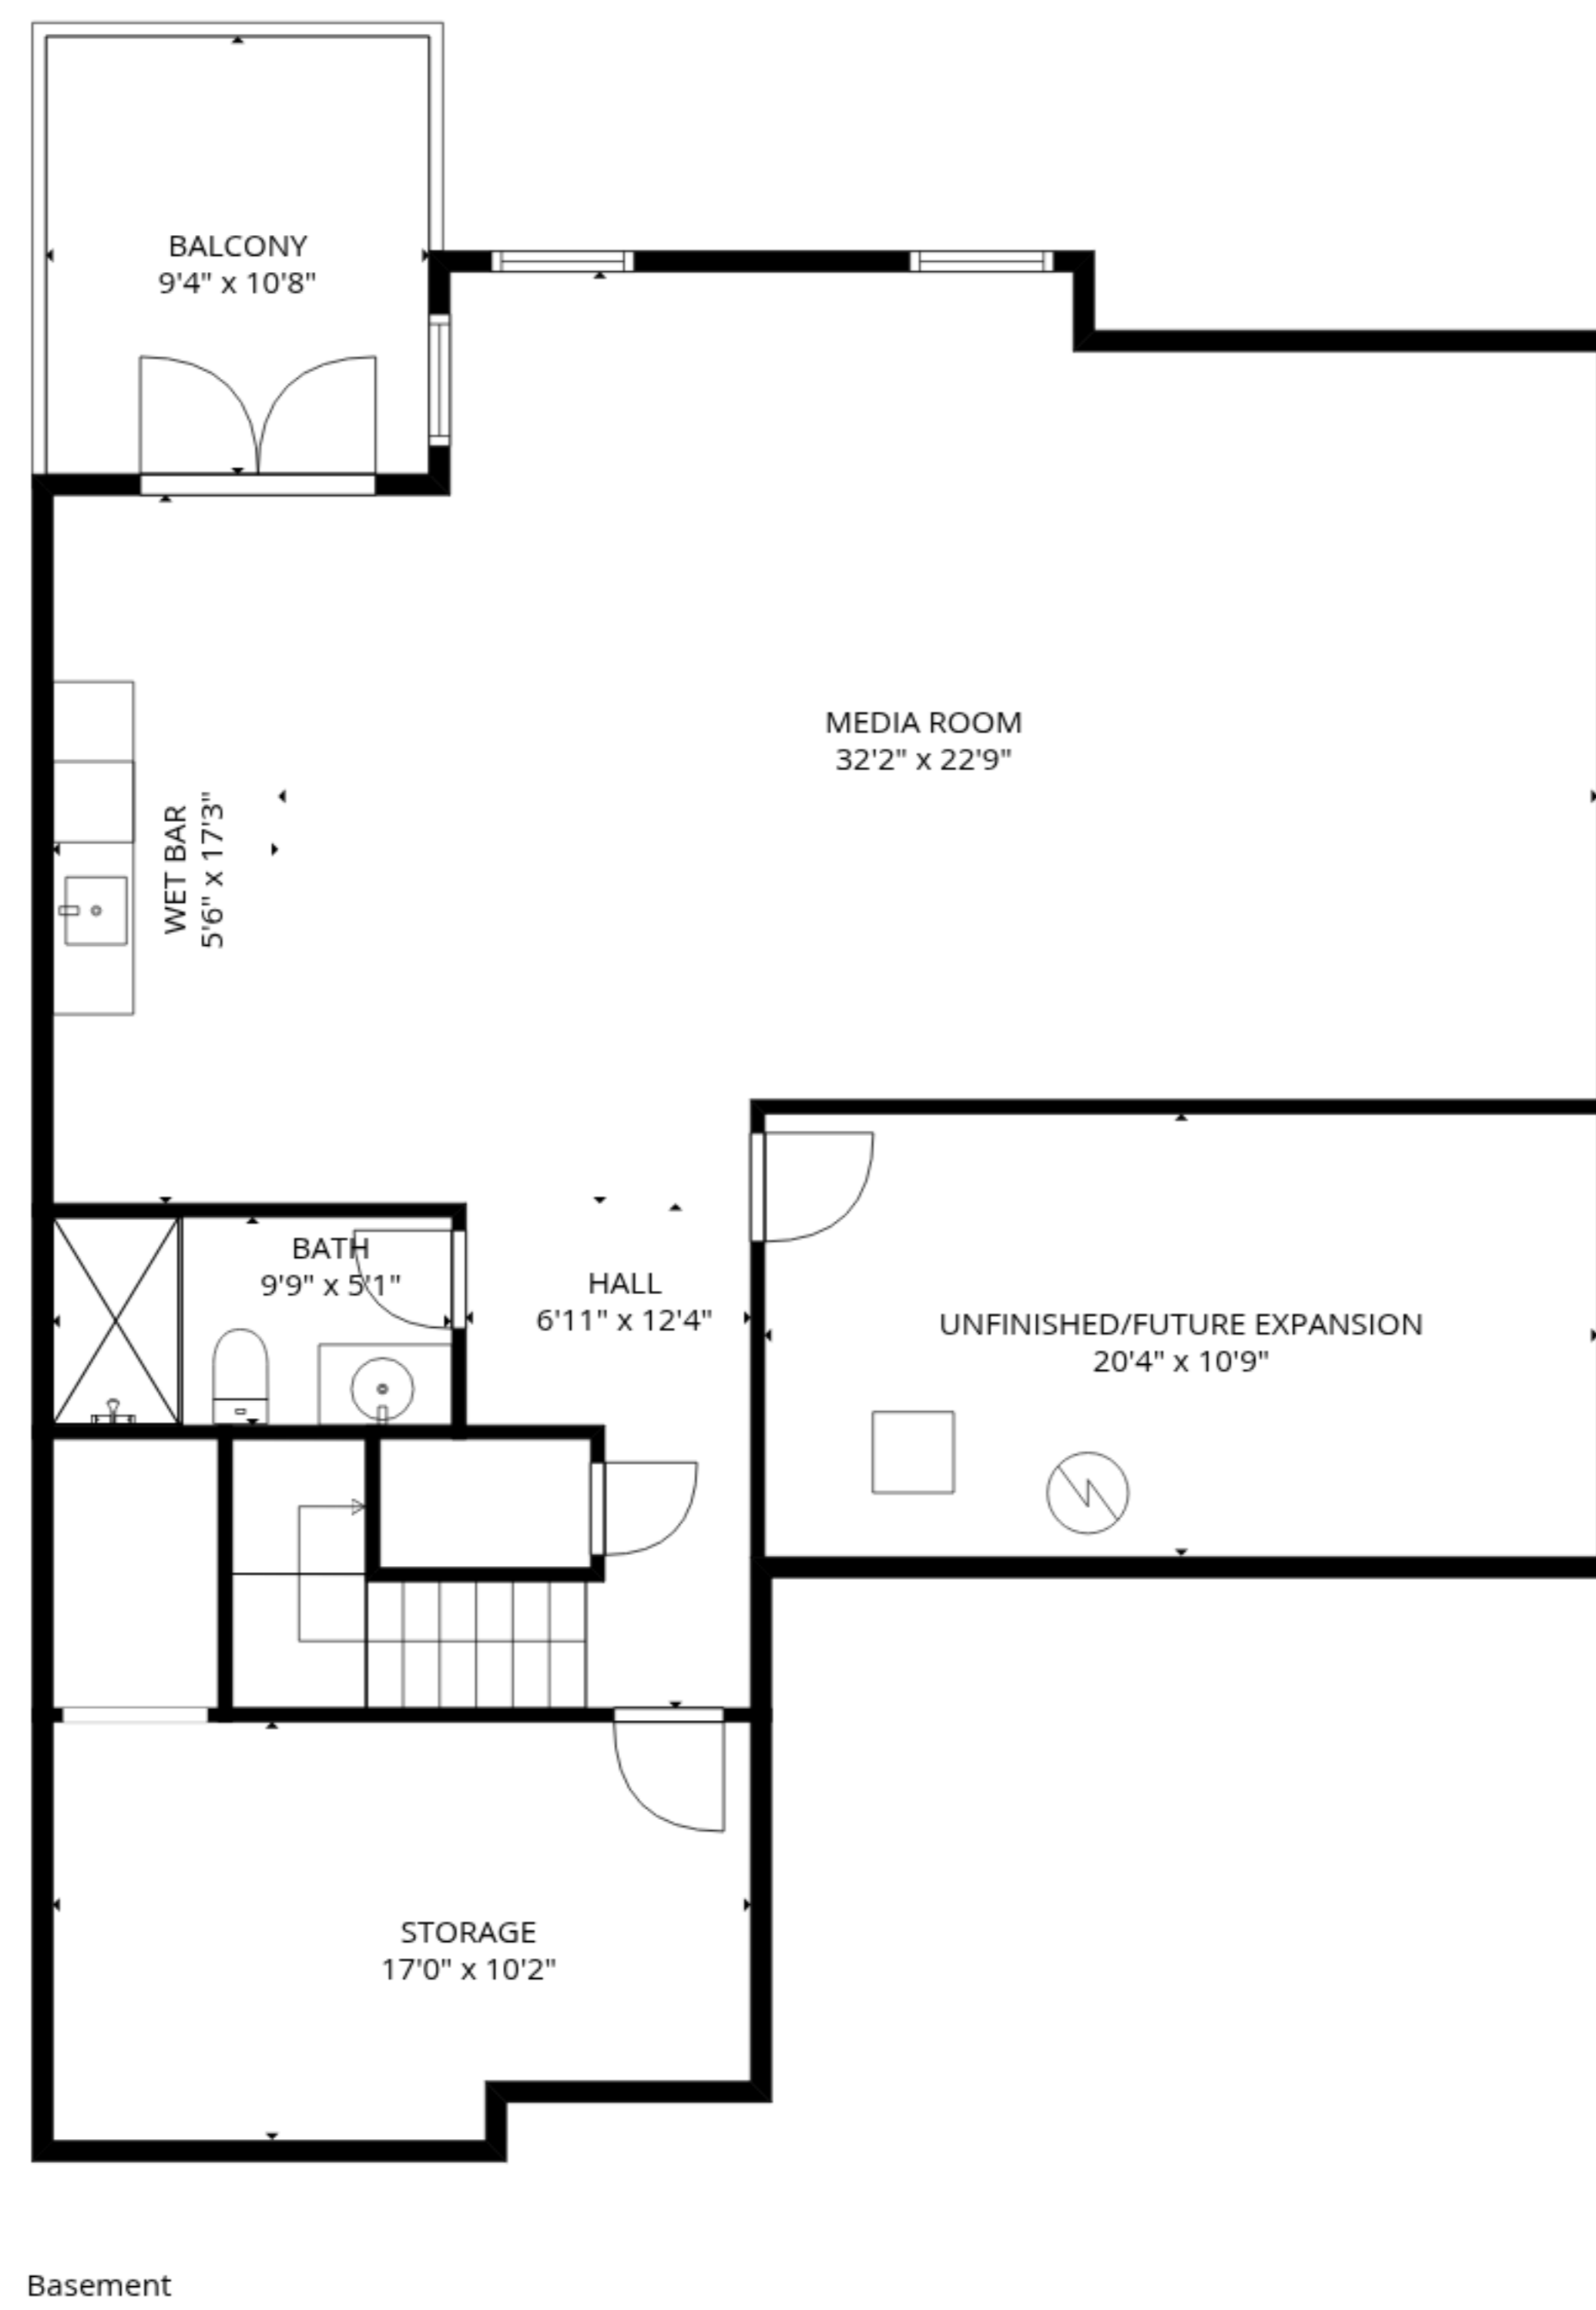 BALCONY
9'4" x 10'8"
MEDIA ROOM
32'2" x 22'9"
WET BAR
5'6" x 17'3"
BATH
9'9" x 5'1"
HALL
6'11" x 12'4"
UNFINISHED/FUTURE EXPANSION
20'4" x 10'9"
STORAGE
17'0" x 10'2"
Basement